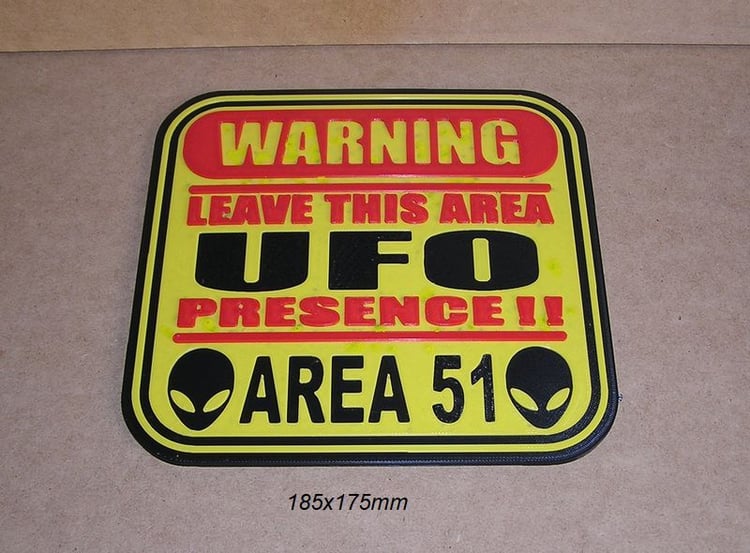 WARNING
LEAVE THIS AREA
UFO
PRESENCE !!
AREA 51
185x175mm